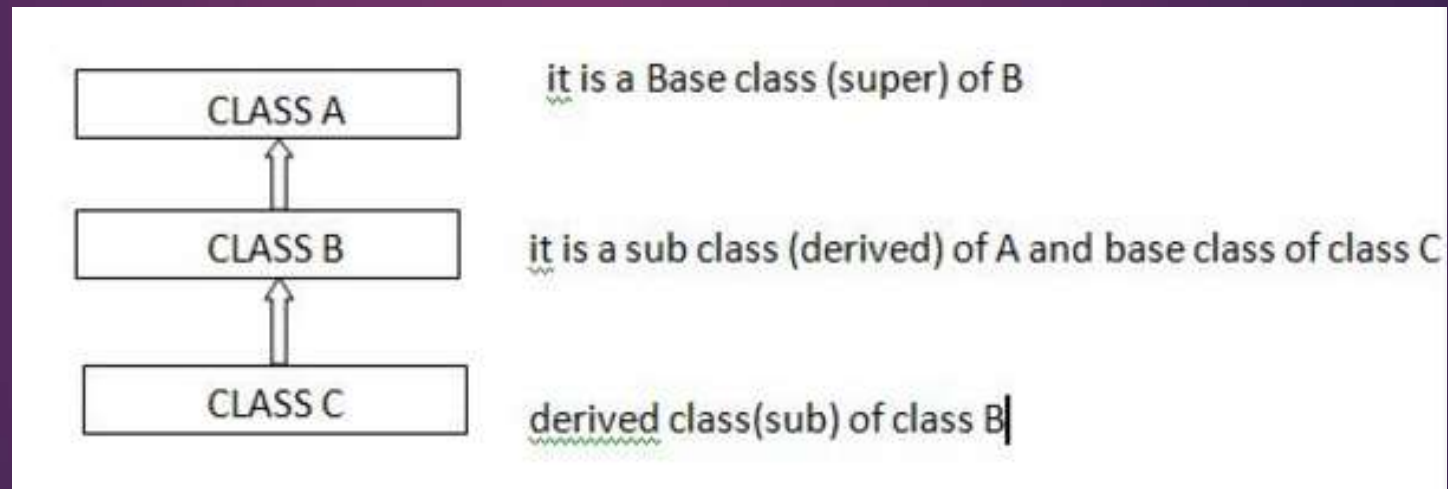 CLASS A
it is a Base class (super) of B
CLASS B
it is a sub class (derived) of A and base class of class C
CLASS C
derived class(sub) of class B